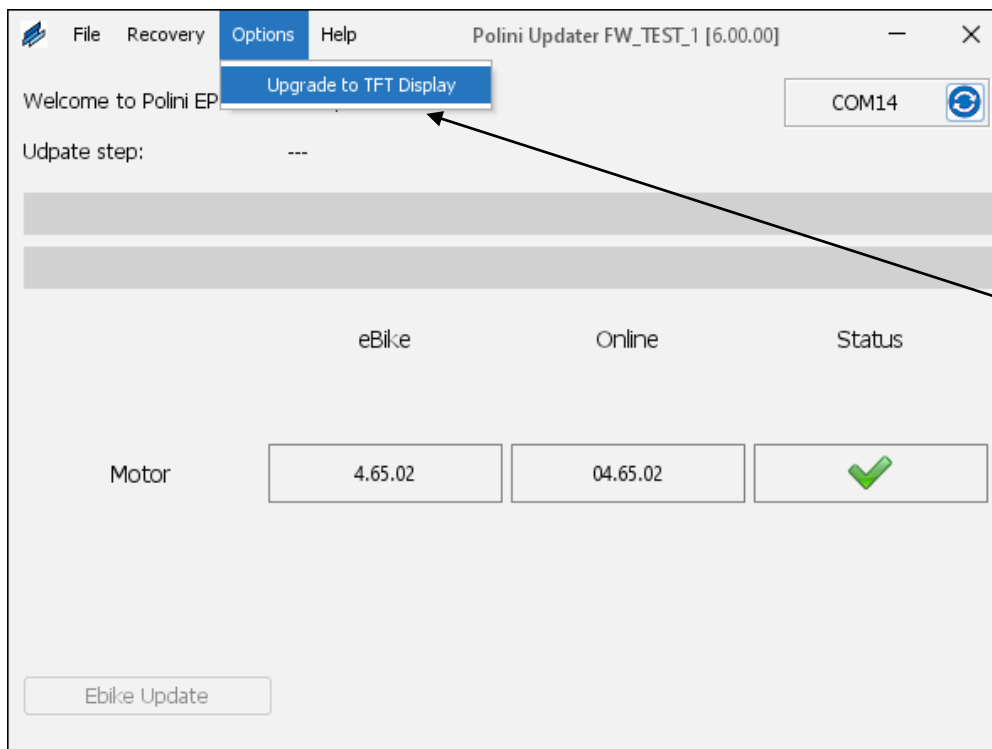 File Recovery Options Help Polini Updater FW_TEST_1 [6.00.00]
Upgrade to TFT Display
Welcome to Polini EP
COM14
Udpate step: ---
eBike Online Status
Motor 4.65.02 04.65.02
Ebike Update